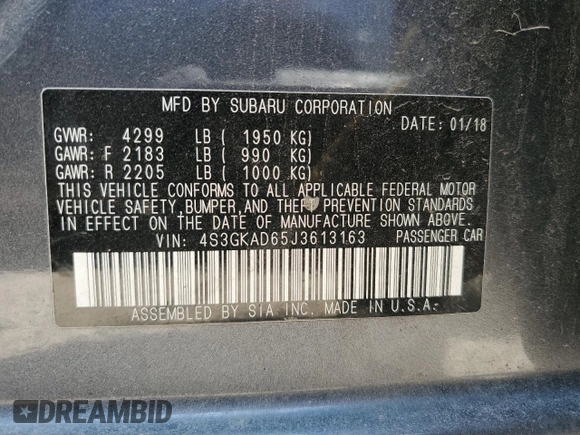 MFD BY SUBARU CORPORATION
DATE: 01/18
GVWR: 4299 LB ( 1950 KG)
GAWR: F 2183 LB ( 990 KG)
GAWR: R 2205 LB ( 1000 KG)
THIS VEHICLE CONFORMS TO ALL APPLICABLE FEDERAL MOTOR
VEHICLE SAFETY, BUMPER, AND THEFT PREVENTION STANDARDS
IN EFFECT ON THE DATE OF MANUFACTURE SHOWN ABOVE.
VIN: 4S3GKAD65J3613163 PASSENGER CAR
ASSEMBLED BY SIA INC. MADE IN U.S.A.
DREAMBID